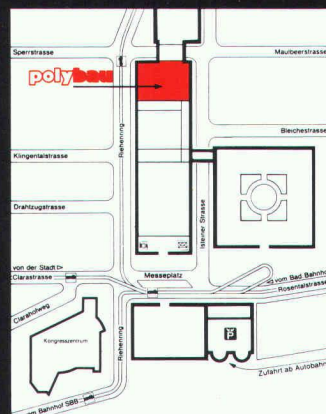 Sperrstrasse
Maulbeerstrasse
polybau
Riehenring
Bleichestrasse
Klingentalstrasse
Isteiner Strasse
Drahtzugstrasse
von der Stadt
Messeplatz
Clarastrasse
vom Bad Bahnhof
Rosentalstrasse
Clarahofweg
Kongresszentrum
P
Riehenring
Zufahrt ab Autobahn
vom Bahnhof SBB